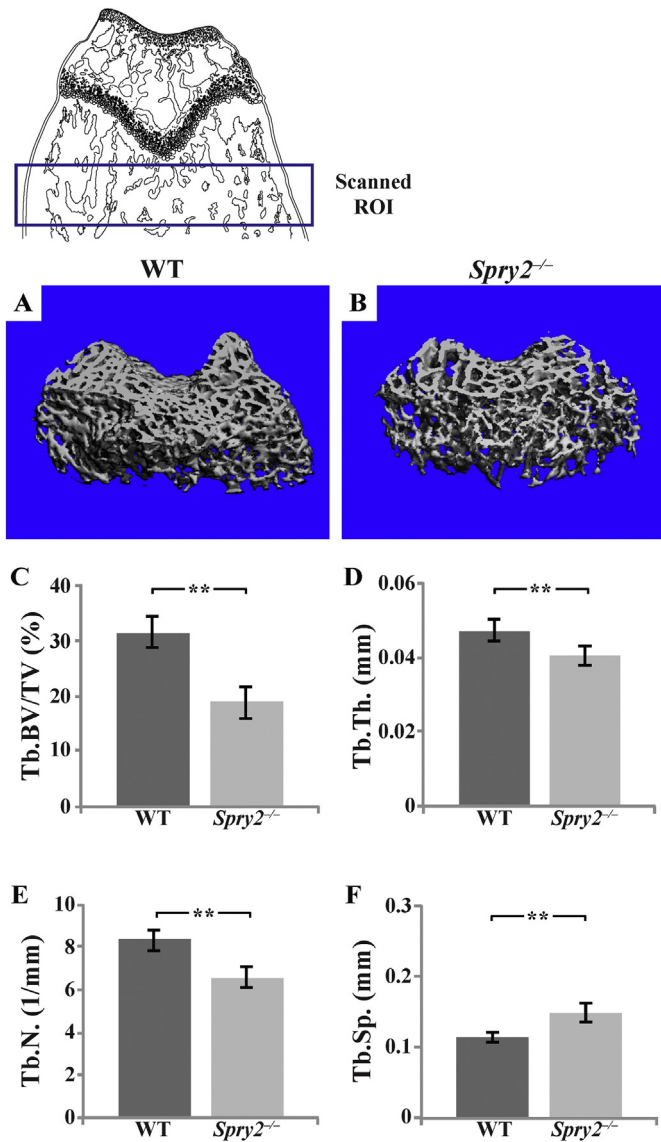 Scanned
ROI
WT
Spry2−/−
A
B
C
Tb.BV/TV (%)
40
30
20
10
0
**
WT
Spry2−/−
D
Tb.Th. (mm)
0.06
0.04
0.02
0
**
WT
Spry2−/−
E
Tb.N. (1/mm)
10
8
6
4
2
0
**
WT
Spry2−/−
F
Tb.Sp. (mm)
0.3
0.2
0.1
0
**
WT
Spry2−/−